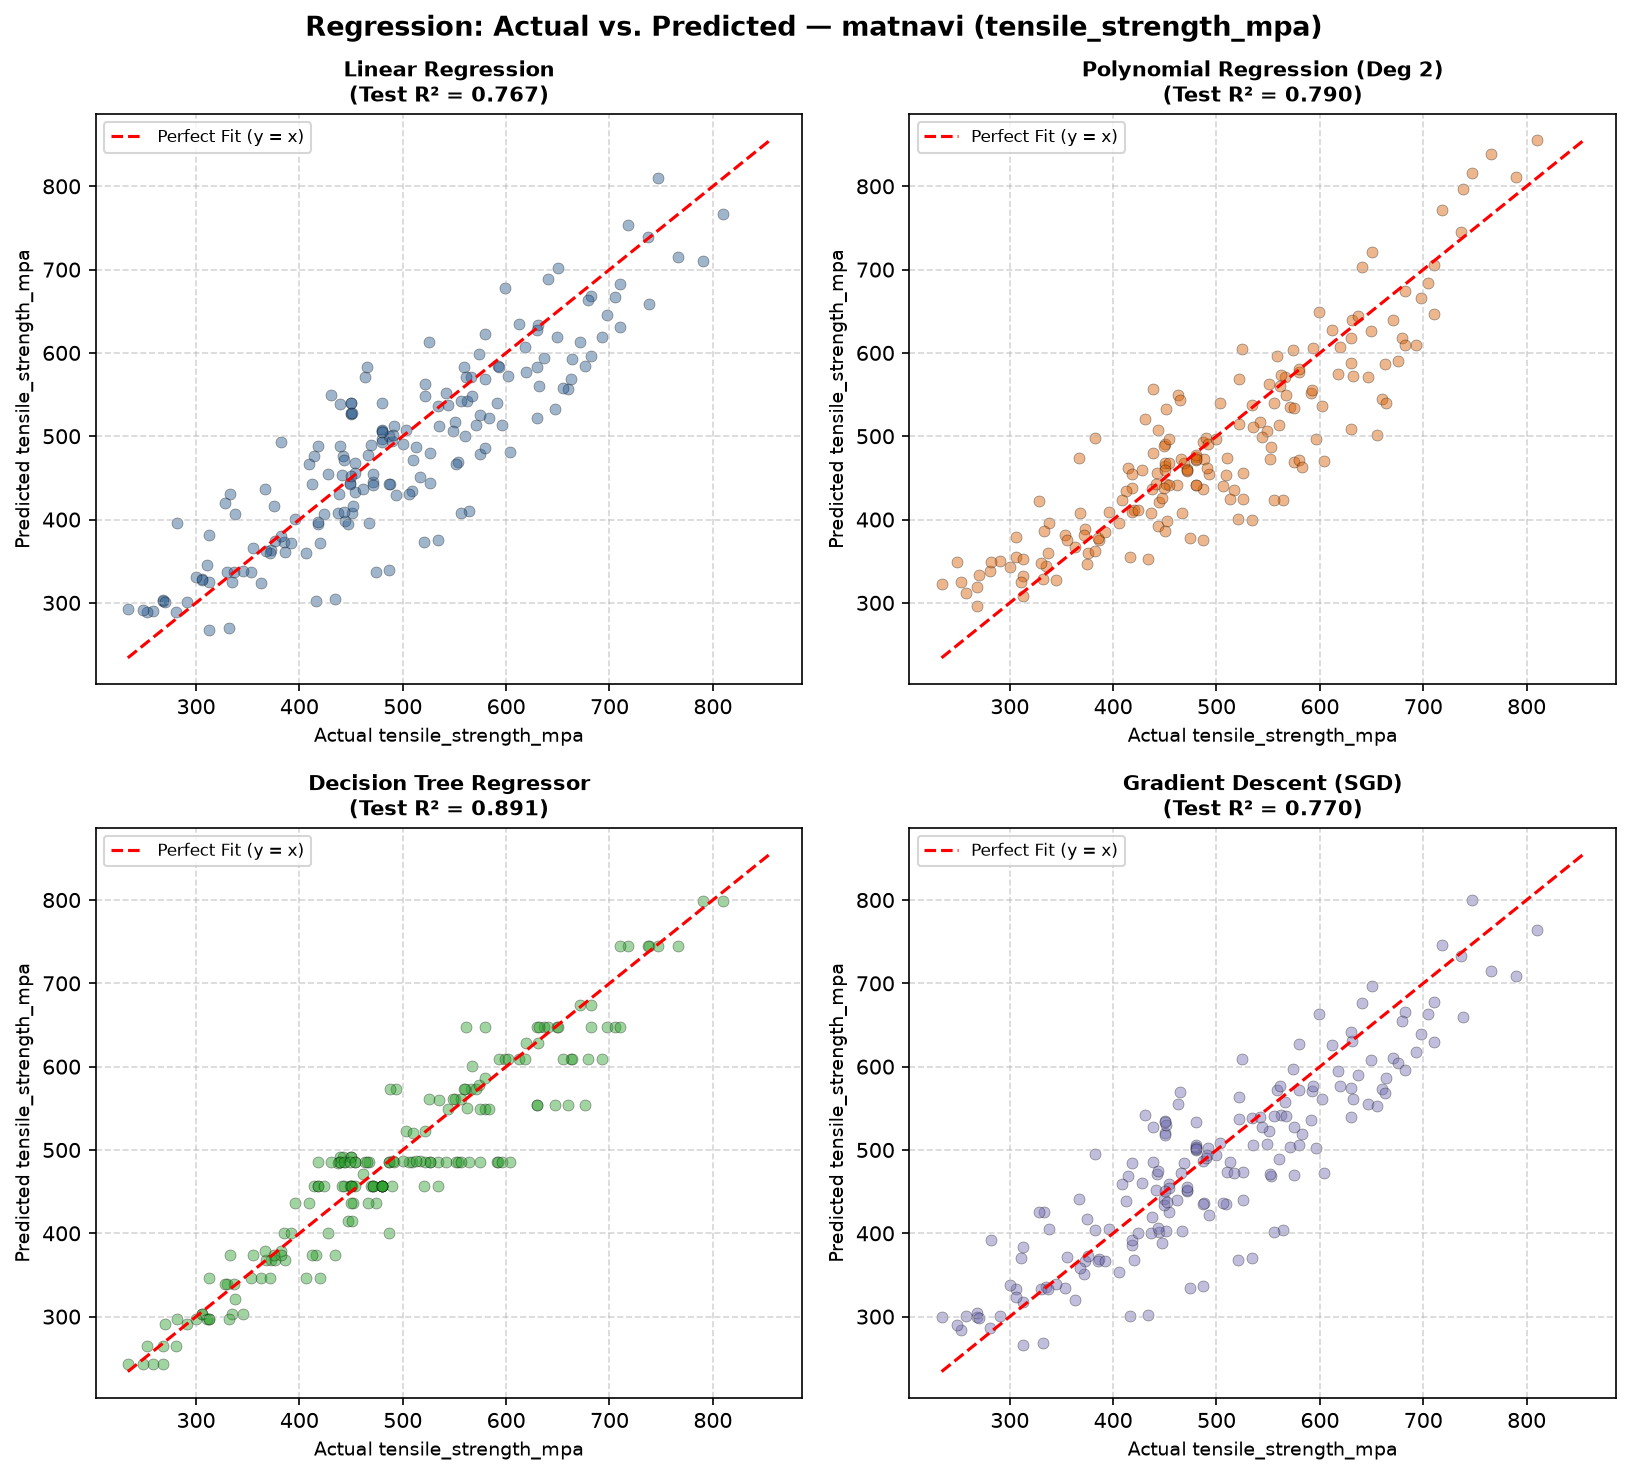 Regression: Actual vs. Predicted — matnavi (tensile_strength_mpa)
Linear Regression
(Test R² = 0.767)
Perfect Fit (y = x)
Predicted tensile_strength_mpa
800
700
600
500
400
300
300 400 500 600 700 800
Actual tensile_strength_mpa
Polynomial Regression (Deg 2)
(Test R² = 0.790)
Perfect Fit (y = x)
Predicted tensile_strength_mpa
800
700
600
500
400
300
300 400 500 600 700 800
Actual tensile_strength_mpa
Decision Tree Regressor
(Test R² = 0.891)
Perfect Fit (y = x)
Predicted tensile_strength_mpa
800
700
600
500
400
300
300 400 500 600 700 800
Actual tensile_strength_mpa
Gradient Descent (SGD)
(Test R² = 0.770)
Perfect Fit (y = x)
Predicted tensile_strength_mpa
800
700
600
500
400
300
300 400 500 600 700 800
Actual tensile_strength_mpa